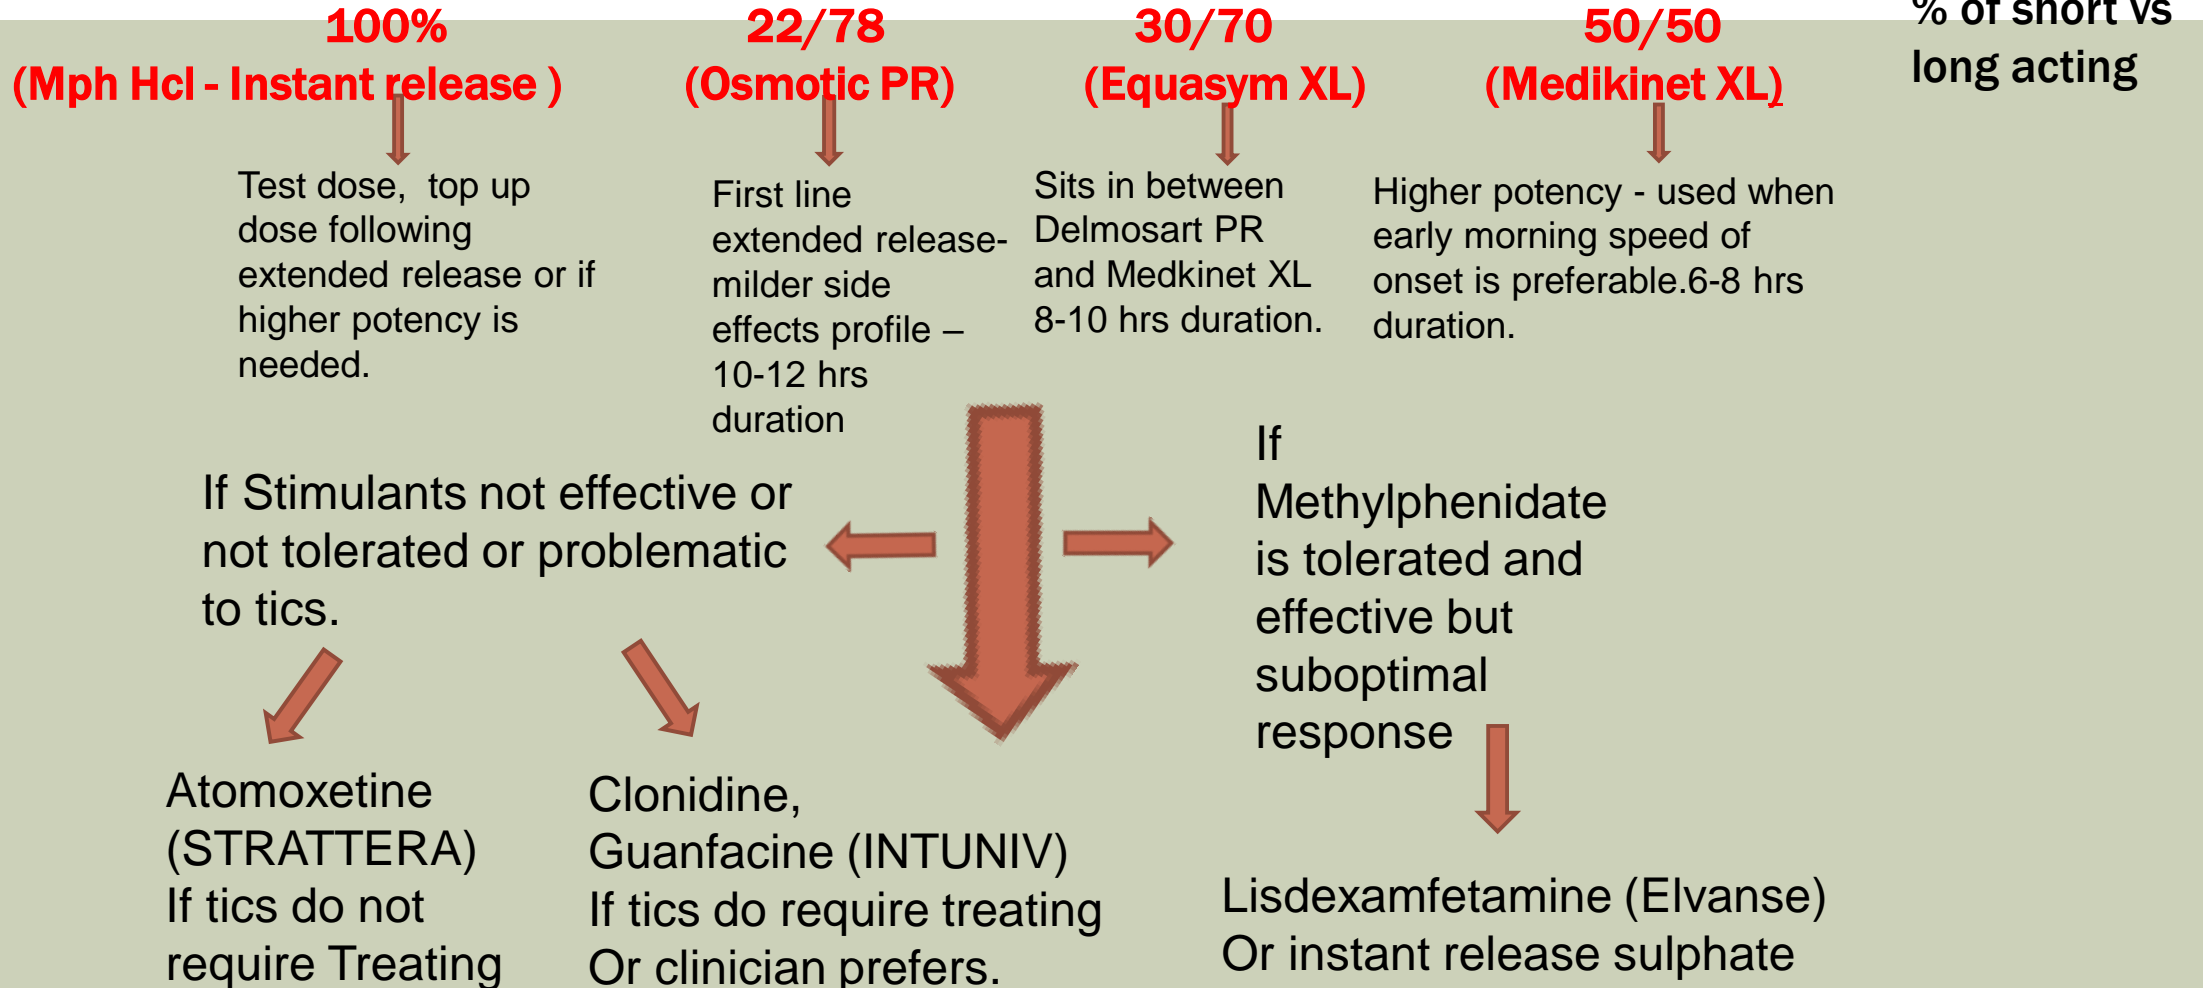 100%
(Mph Hcl - Instant release )
22/78
(Osmotic PR)
30/70
(Equasym XL)
50/50
(Medikinet XL)
% of short vs
long acting
Test dose,  top up
dose following
extended release or if
higher potency is
needed.
First line
extended release-
milder side
effects profile –
10-12 hrs
duration
Sits in between
Delmosart PR
and Medkinet XL
8-10 hrs duration.
Higher potency - used when
early morning speed of
onset is preferable.6-8 hrs
duration.
If Stimulants not effective or
not tolerated or problematic
to tics.
If
Methylphenidate
is tolerated and
effective but
suboptimal
response
Atomoxetine
(STRATTERA)
If tics do not
require Treating
Clonidine,
Guanfacine (INTUNIV)
If tics do require treating
Or clinician prefers.
Lisdexamfetamine (Elvanse)
Or instant release sulphate